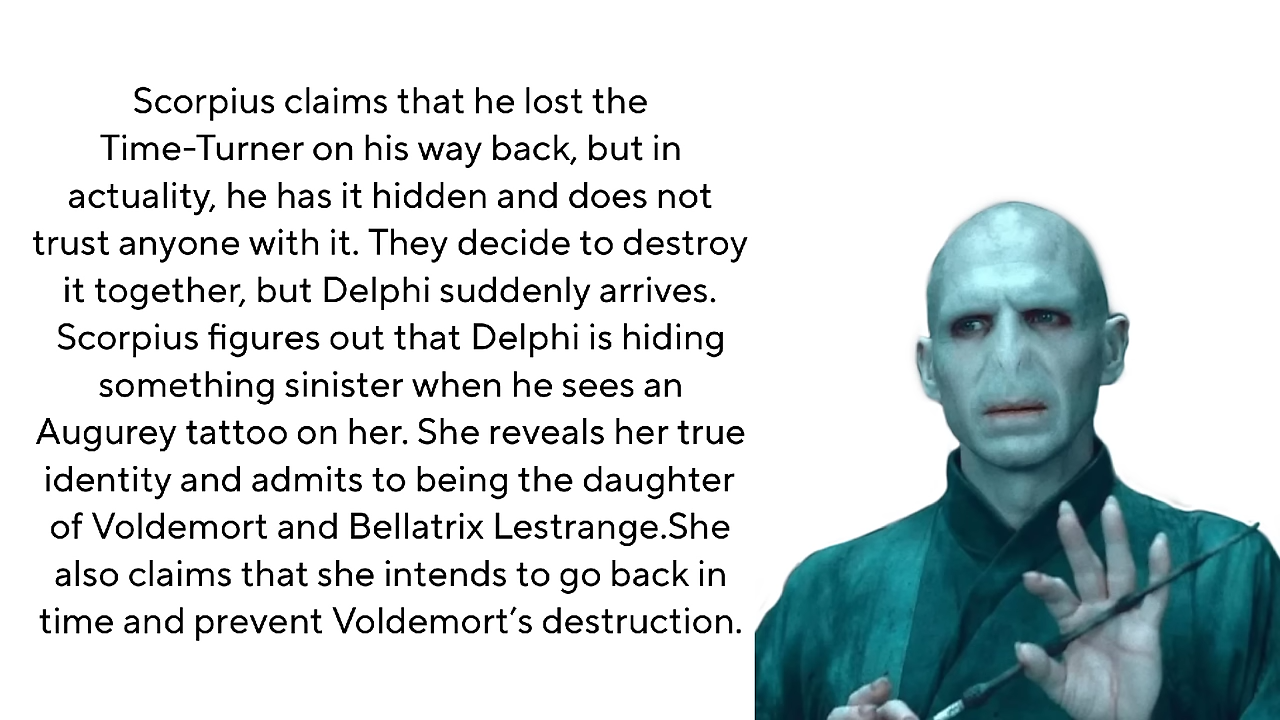 Scorpius claims that he lost the
Time-Turner on his way back, but in
actuality, he has it hidden and does not
trust anyone with it. They decide to destroy
it together, but Delphi suddenly arrives.
Scorpius figures out that Delphi is hiding
something sinister when he sees an
Augurey tattoo on her. She reveals her true
identity and admits to being the daughter
of Voldemort and Bellatrix Lestrange.She
also claims that she intends to go back in
time and prevent Voldemort’s destruction.